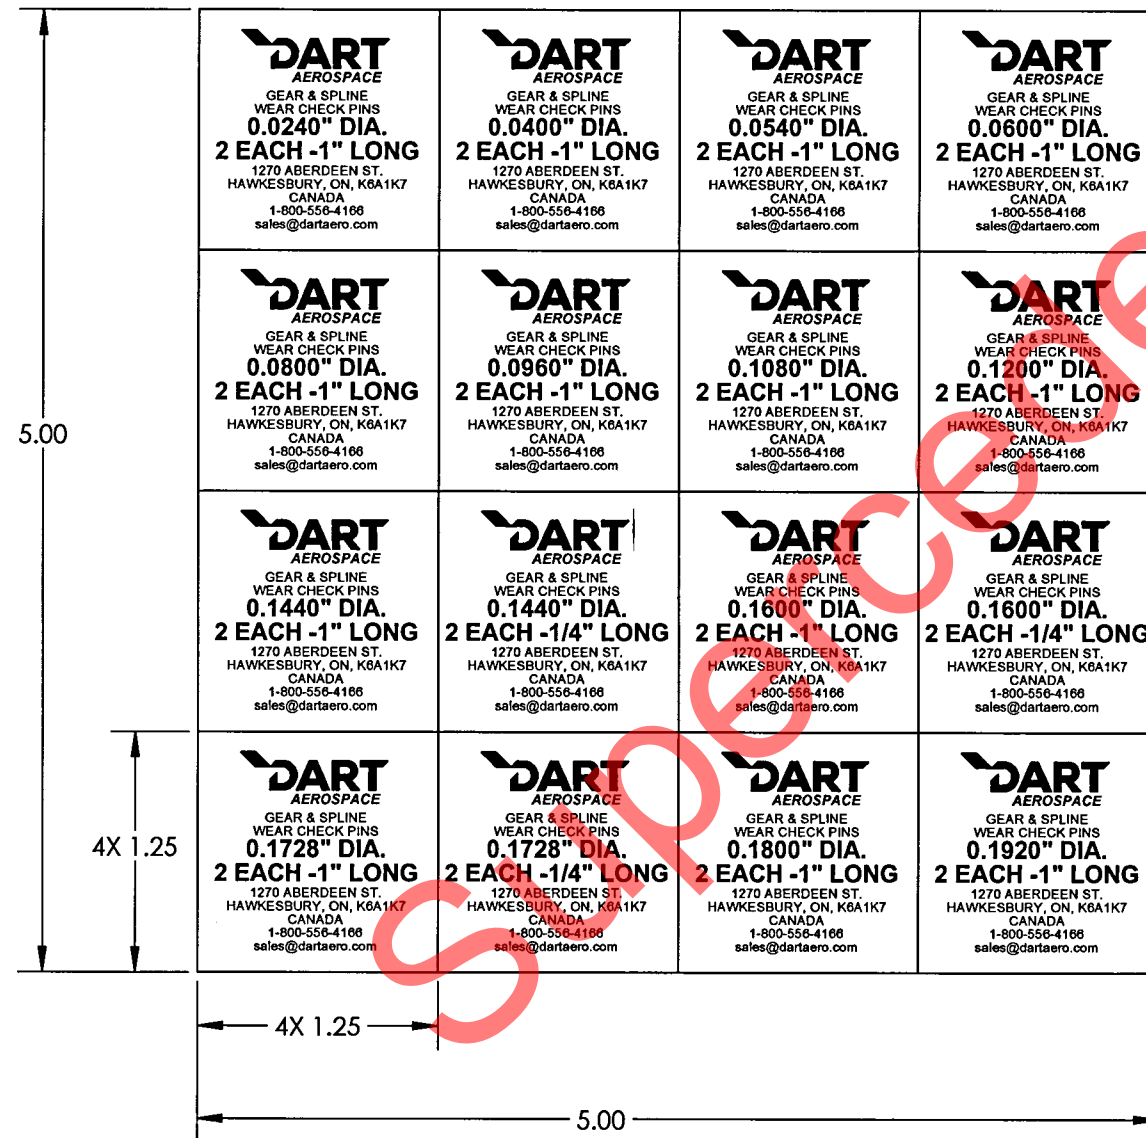 DART
AEROSPACE
GEAR & SPLINE
WEAR CHECK PINS
0.0240" DIA.
2 EACH -1" LONG
1270 ABERDEEN ST.
HAWKESBURY, ON, K6A1K7
CANADA
1-800-556-4166
sales@dartaero.com
DART
AEROSPACE
GEAR & SPLINE
WEAR CHECK PINS
0.0400" DIA.
2 EACH -1" LONG
1270 ABERDEEN ST.
HAWKESBURY, ON, K6A1K7
CANADA
1-800-556-4166
sales@dartaero.com
DART
AEROSPACE
GEAR & SPLINE
WEAR CHECK PINS
0.0540" DIA.
2 EACH -1" LONG
1270 ABERDEEN ST.
HAWKESBURY, ON, K6A1K7
CANADA
1-800-556-4166
sales@dartaero.com
DART
AEROSPACE
GEAR & SPLINE
WEAR CHECK PINS
0.0600" DIA.
2 EACH -1" LONG
1270 ABERDEEN ST.
HAWKESBURY, ON, K6A1K7
CANADA
1-800-556-4166
sales@dartaero.com
5.00
DART
AEROSPACE
GEAR & SPLINE
WEAR CHECK PINS
0.0800" DIA.
2 EACH -1" LONG
1270 ABERDEEN ST.
HAWKESBURY, ON, K6A1K7
CANADA
1-800-556-4166
sales@dartaero.com
DART
AEROSPACE
GEAR & SPLINE
WEAR CHECK PINS
0.0960" DIA.
2 EACH -1" LONG
1270 ABERDEEN ST.
HAWKESBURY, ON, K6A1K7
CANADA
1-800-556-4166
sales@dartaero.com
DART
AEROSPACE
GEAR & SPLINE
WEAR CHECK PINS
0.1080" DIA.
2 EACH -1" LONG
1270 ABERDEEN ST.
HAWKESBURY, ON, K6A1K7
CANADA
1-800-556-4166
sales@dartaero.com
DART
AEROSPACE
GEAR & SPLINE
WEAR CHECK PINS
0.1200" DIA.
2 EACH -1" LONG
1270 ABERDEEN ST.
HAWKESBURY, ON, K6A1K7
CANADA
1-800-556-4166
sales@dartaero.com
DART
AEROSPACE
GEAR & SPLINE
WEAR CHECK PINS
0.1440" DIA.
2 EACH -1" LONG
1270 ABERDEEN ST.
HAWKESBURY, ON, K6A1K7
CANADA
1-800-556-4166
sales@dartaero.com
DART
AEROSPACE
GEAR & SPLINE
WEAR CHECK PINS
0.1440" DIA.
2 EACH -1/4" LONG
1270 ABERDEEN ST.
HAWKESBURY, ON, K6A1K7
CANADA
1-800-556-4166
sales@dartaero.com
DART
AEROSPACE
GEAR & SPLINE
WEAR CHECK PINS
0.1600" DIA.
2 EACH -1" LONG
1270 ABERDEEN ST.
HAWKESBURY, ON, K6A1K7
CANADA
1-800-556-4166
sales@dartaero.com
DART
AEROSPACE
GEAR & SPLINE
WEAR CHECK PINS
0.1600" DIA.
2 EACH -1/4" LONG
1270 ABERDEEN ST.
HAWKESBURY, ON, K6A1K7
CANADA
1-800-556-4166
sales@dartaero.com
4X 1.25
DART
AEROSPACE
GEAR & SPLINE
WEAR CHECK PINS
0.1728" DIA.
2 EACH -1" LONG
1270 ABERDEEN ST.
HAWKESBURY, ON, K6A1K7
CANADA
1-800-556-4166
sales@dartaero.com
DART
AEROSPACE
GEAR & SPLINE
WEAR CHECK PINS
0.1728" DIA.
2 EACH -1/4" LONG
1270 ABERDEEN ST.
HAWKESBURY, ON, K6A1K7
CANADA
1-800-556-4166
sales@dartaero.com
DART
AEROSPACE
GEAR & SPLINE
WEAR CHECK PINS
0.1800" DIA.
2 EACH -1" LONG
1270 ABERDEEN ST.
HAWKESBURY, ON, K6A1K7
CANADA
1-800-556-4166
sales@dartaero.com
DART
AEROSPACE
GEAR & SPLINE
WEAR CHECK PINS
0.1920" DIA.
2 EACH -1" LONG
1270 ABERDEEN ST.
HAWKESBURY, ON, K6A1K7
CANADA
1-800-556-4166
sales@dartaero.com
4X 1.25
5.00
Supercede